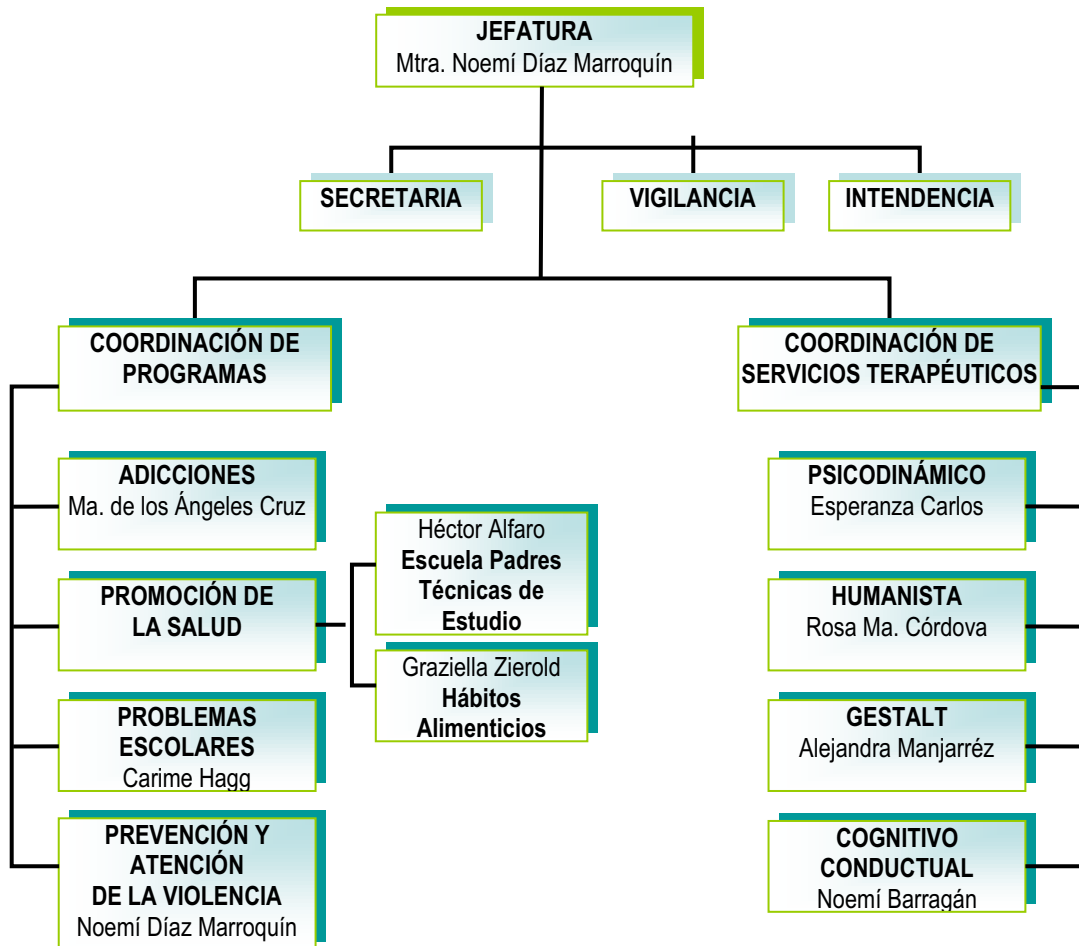 JEFATURA
Mtra. Noemí Díaz Marroquín
SECRETARIA
VIGILANCIA
INTENDENCIA
COORDINACIÓN DE
PROGRAMAS
COORDINACIÓN DE
SERVICIOS TERAPÉUTICOS
ADICCIONES
Ma. de los Ángeles Cruz
PROMOCIÓN DE
LA SALUD
Héctor Alfaro
Escuela Padres
Técnicas de
Estudio
Graziella Zierold
Hábitos
Alimenticios
PROBLEMAS
ESCOLARES
Carime Hagg
PREVENCIÓN Y
ATENCIÓN
DE LA VIOLENCIA
Noemí Díaz Marroquín
PSICODINÁMICO
Esperanza Carlos
HUMANISTA
Rosa Ma. Córdova
GESTALT
Alejandra Manjarréz
COGNITIVO
CONDUCTUAL
Noemí Barragán